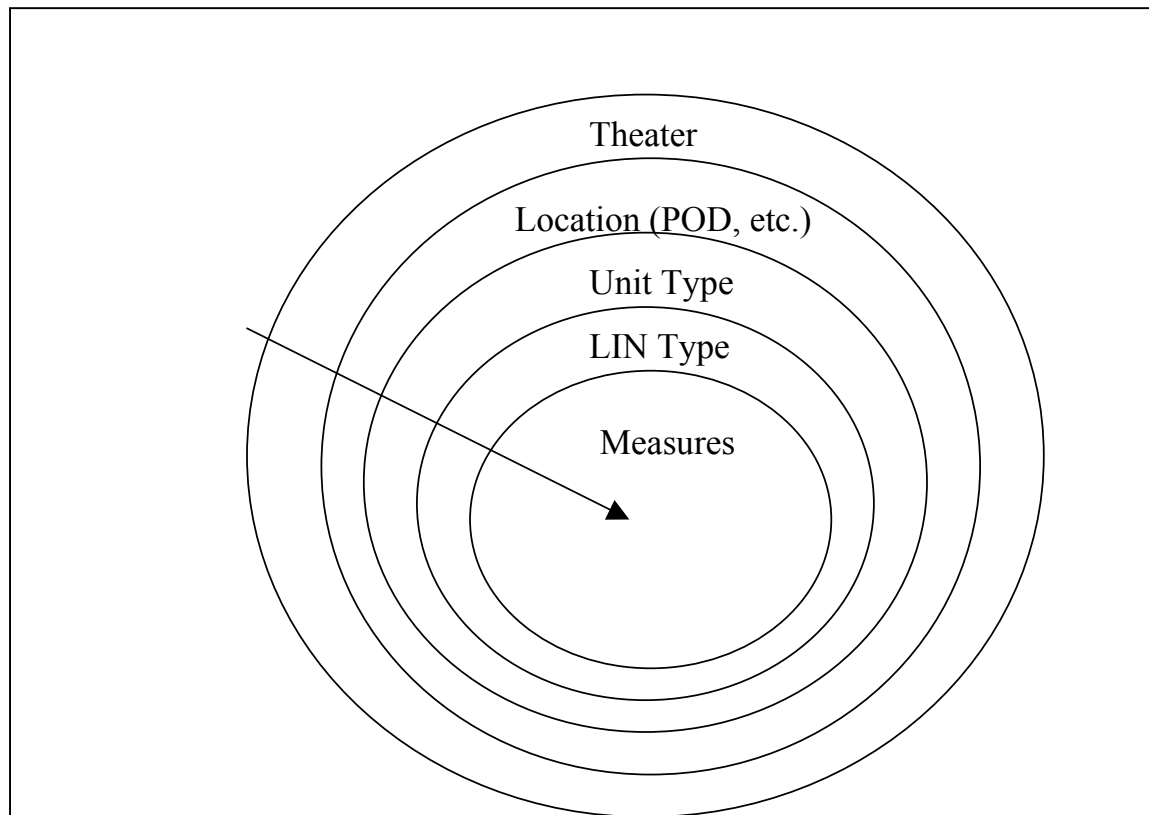 Theater
Location (POD, etc.)
Unit Type
LIN Type
Measures